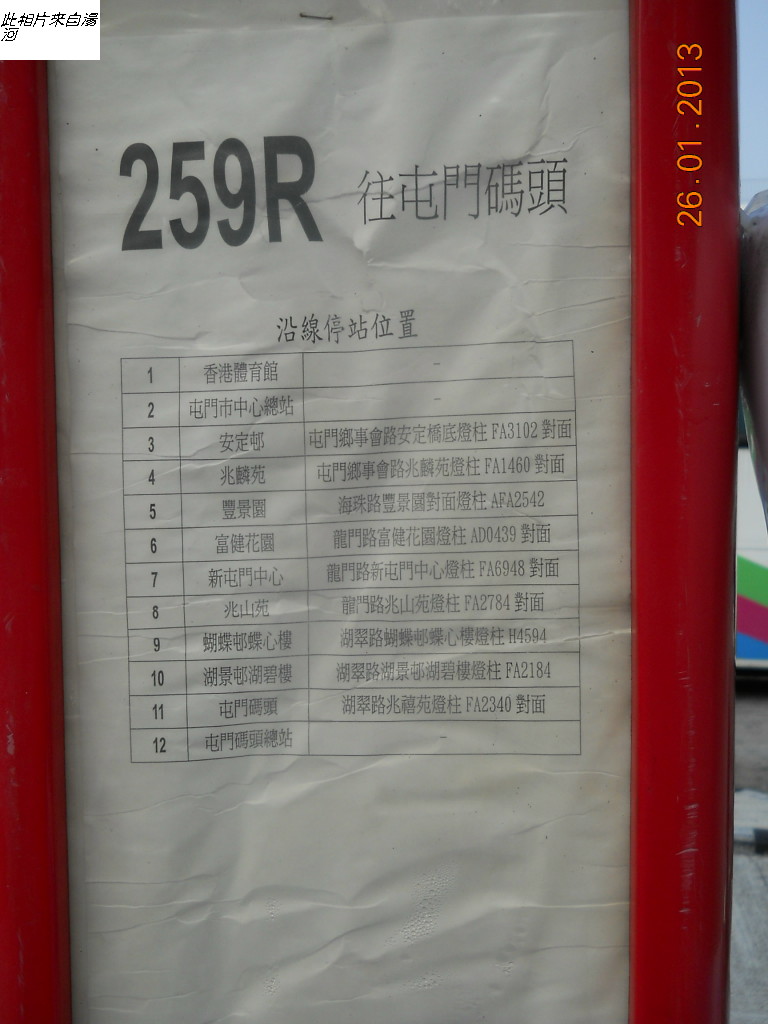 此相片來自湯
河
26.01.2013
259R 往屯門碼頭
沿線停站位置
1 香港體育館 -
2 屯門市中心總站 -
3 安定邨 屯門鄉事會路安定橋底燈柱 FA3102 對面
4 兆麟苑 屯門鄉事會路兆麟苑燈柱 FA1460 對面
5 豐景園 海珠路豐景園對面燈柱 AFA2542
6 富健花園 龍門路富健花園燈柱 AD0439 對面
7 新屯門中心 龍門路新屯門中心燈柱 FA6948 對面
8 兆山苑 龍門路兆山苑燈柱 FA2784 對面
9 蝴蝶邨蝶心樓 湖翠路蝴蝶邨蝶心樓燈柱 H4594
10 湖景邨湖碧樓 湖翠路湖景邨湖碧樓燈柱 FA2184
11 屯門碼頭 湖翠路兆禧苑燈柱 FA2340 對面
12 屯門碼頭總站 -